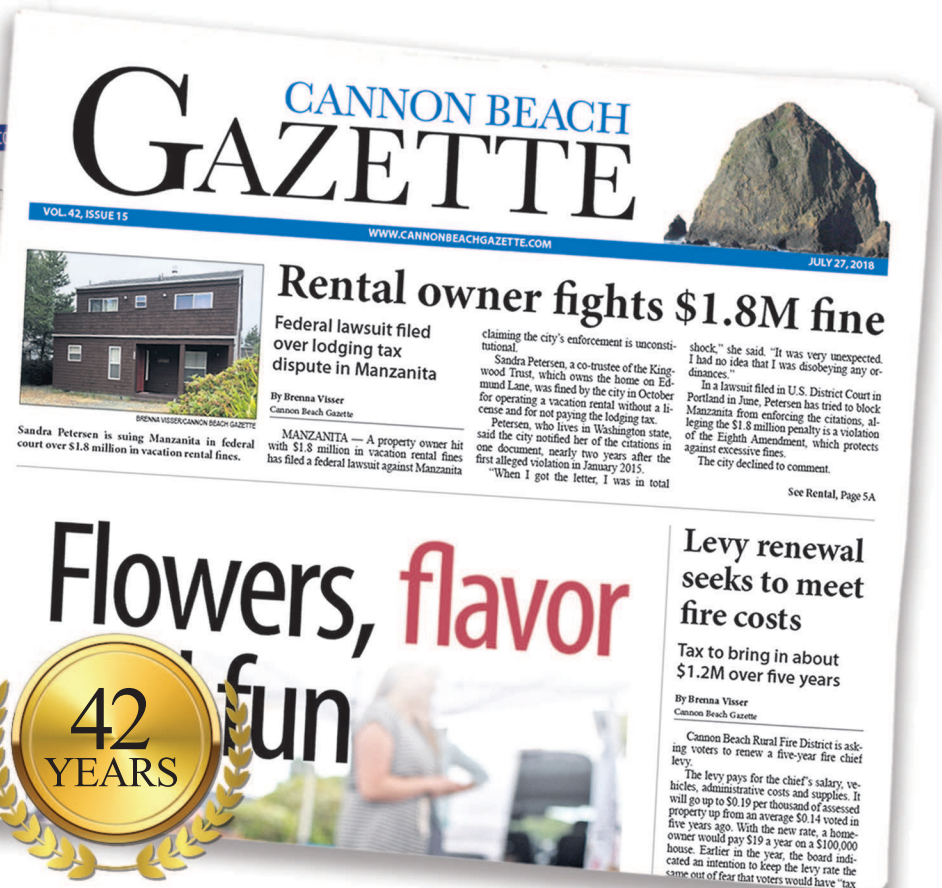 CANNON BEACH
GAZETTE
VOL. 42, ISSUE 15
WWW.CANNONBEACHGAZETTE.COM
JULY 27, 2018
BRENNA VISSER/CANNON BEACH GAZETTE
Sandra Petersen is suing Manzanita in federal
court over $1.8 million in vacation rental fines.
Rental owner fights $1.8M fine
Federal lawsuit filed
over lodging tax
dispute in Manzanita
By Brenna Visser
Cannon Beach Gazette
MANZANITA — A property owner hit
with $1.8 million in vacation rental fines
has filed a federal lawsuit against Manzanita
claiming the city's enforcement is unconsti-
tutional.
Sandra Petersen, a co-trustee of the King-
wood Trust, which owns the home on Ed-
mund Lane, was fined by the city in October
for operating a vacation rental without a li-
cense and for not paying the lodging tax.
Petersen, who lives in Washington state,
said the city notified her of the citations in
one document, nearly two years after the
first alleged violation in January 2015.
"When I got the letter, I was in total
shock," she said. "It was very unexpected.
I had no idea that I was disobeying any or-
dinances."
In a lawsuit filed in U.S. District Court in
Portland in June, Petersen has tried to block
Manzanita from enforcing the citations, al-
leging the $1.8 million penalty is a violation
of the Eighth Amendment, which protects
against excessive fines.
The city declined to comment.
See Rental, Page 5A
Flowers, flavor
fun
42
YEARS
Levy renewal
seeks to meet
fire costs
Tax to bring in about
$1.2M over five years
By Brenna Visser
Cannon Beach Gazette
Cannon Beach Rural Fire District is ask-
ing voters to renew a five-year fire chief
levy.
The levy pays for the chief's salary, ve-
hicles, administrative costs and supplies. It
will go up to $0.19 per thousand of assessed
property up from an average $0.14 voted in
five years ago. With the new rate, a home-
owner would pay $19 a year on a $100,000
house. Earlier in the year, the board indi-
cated an intention to keep the levy rate the
same out of fear that voters would have "tax